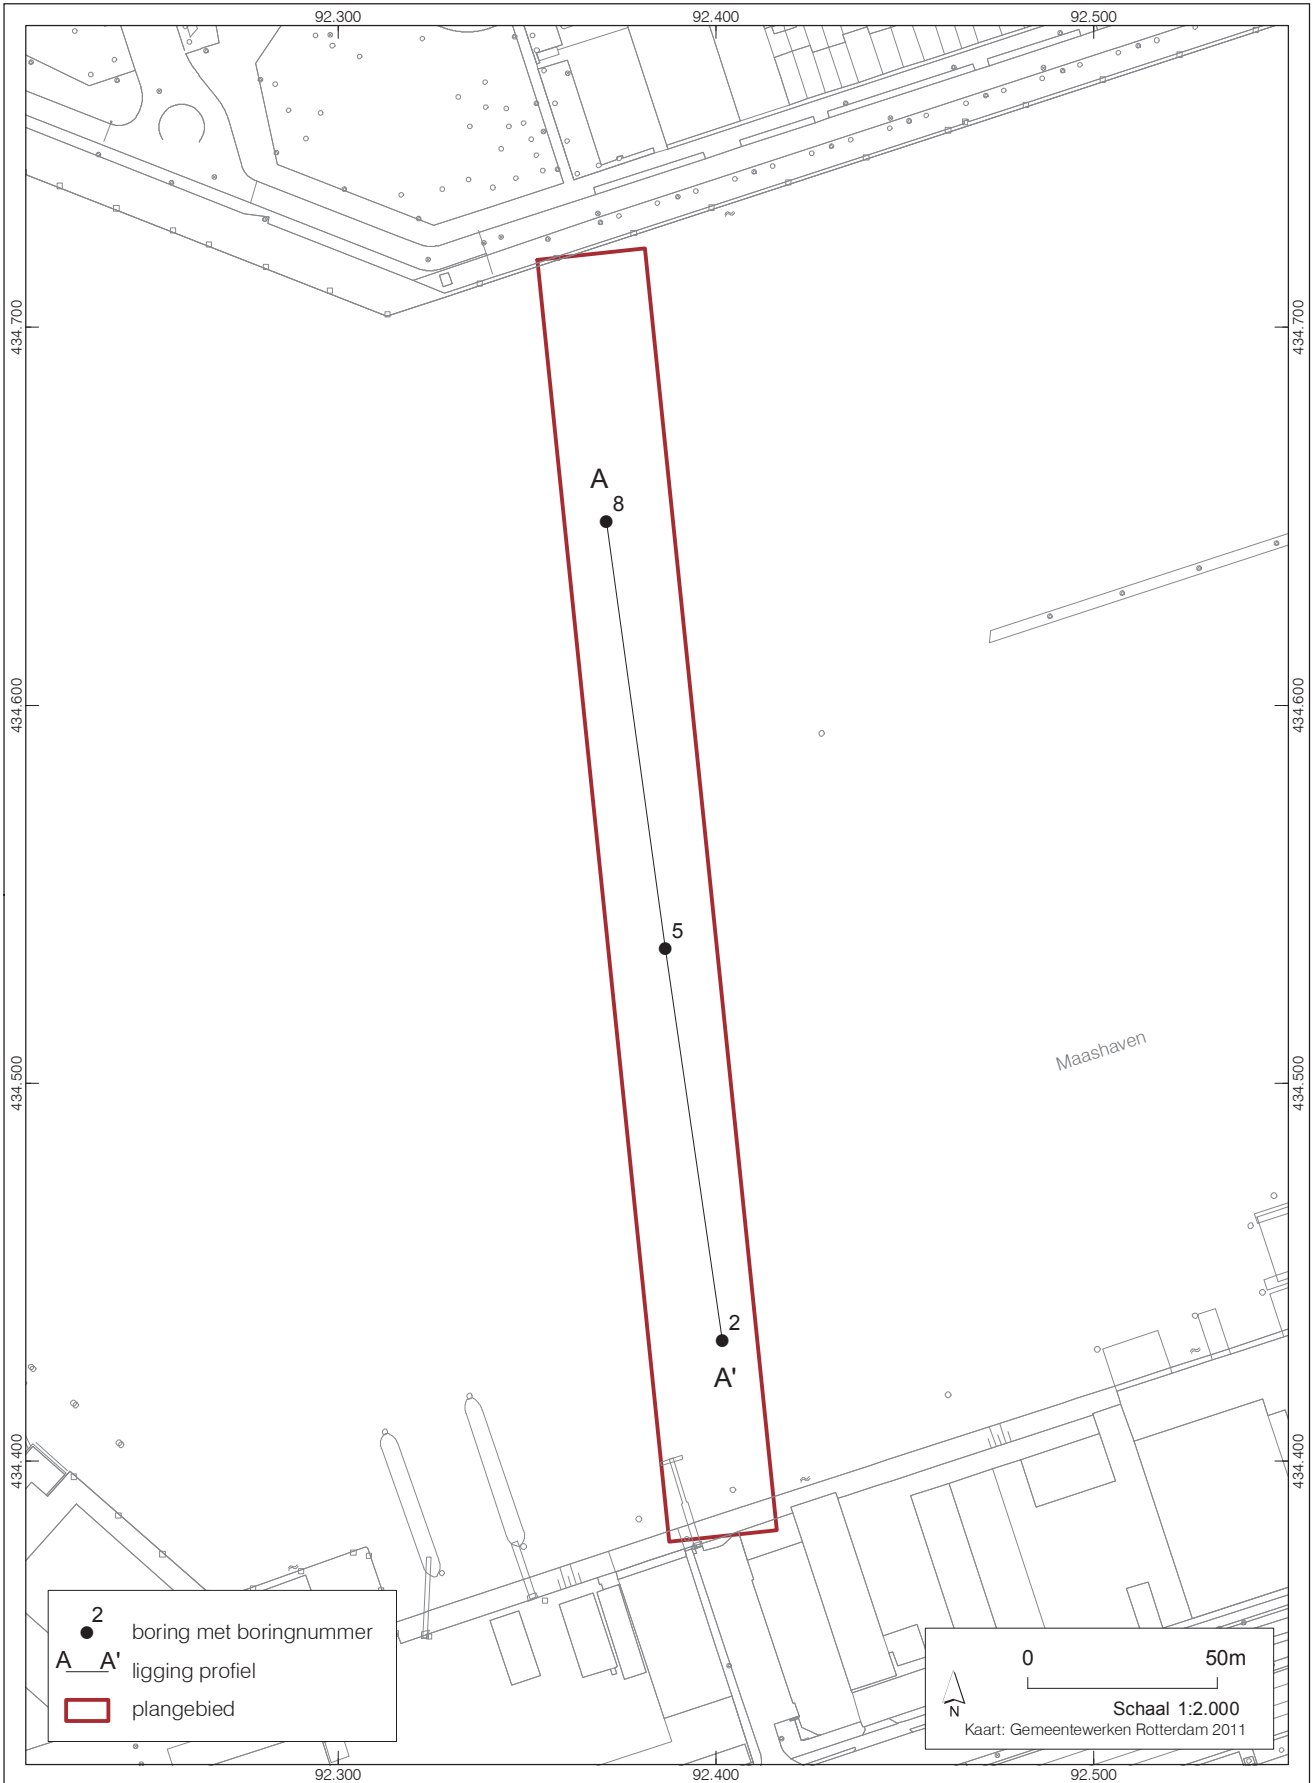 92.300 92.400 92.500
434.700 434.700
A
8
434.600 434.600
5
Maashaven
434.500 434.500
2
A'
434.400 434.400
2
boring met boringnummer
A A' ligging profiel
plangebied
0 50m
N
Schaal 1:2.000
Kaart: Gemeentewerken Rotterdam 2011
92.300 92.400 92.500